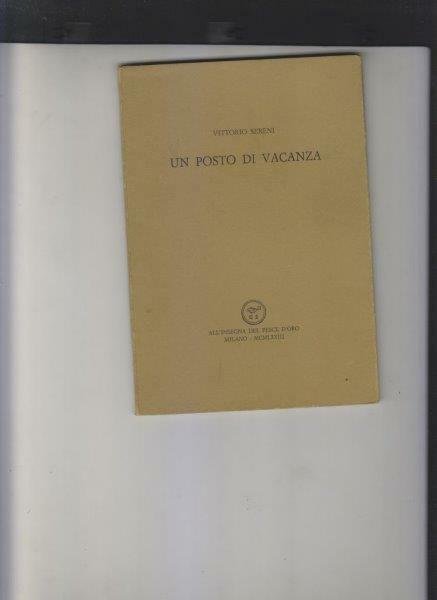 VITTORIO SERENI
UN POSTO DI VACANZA
ALL'INSEGNA DEL PESCE D'ORO
MILANO - MCMLXXIII